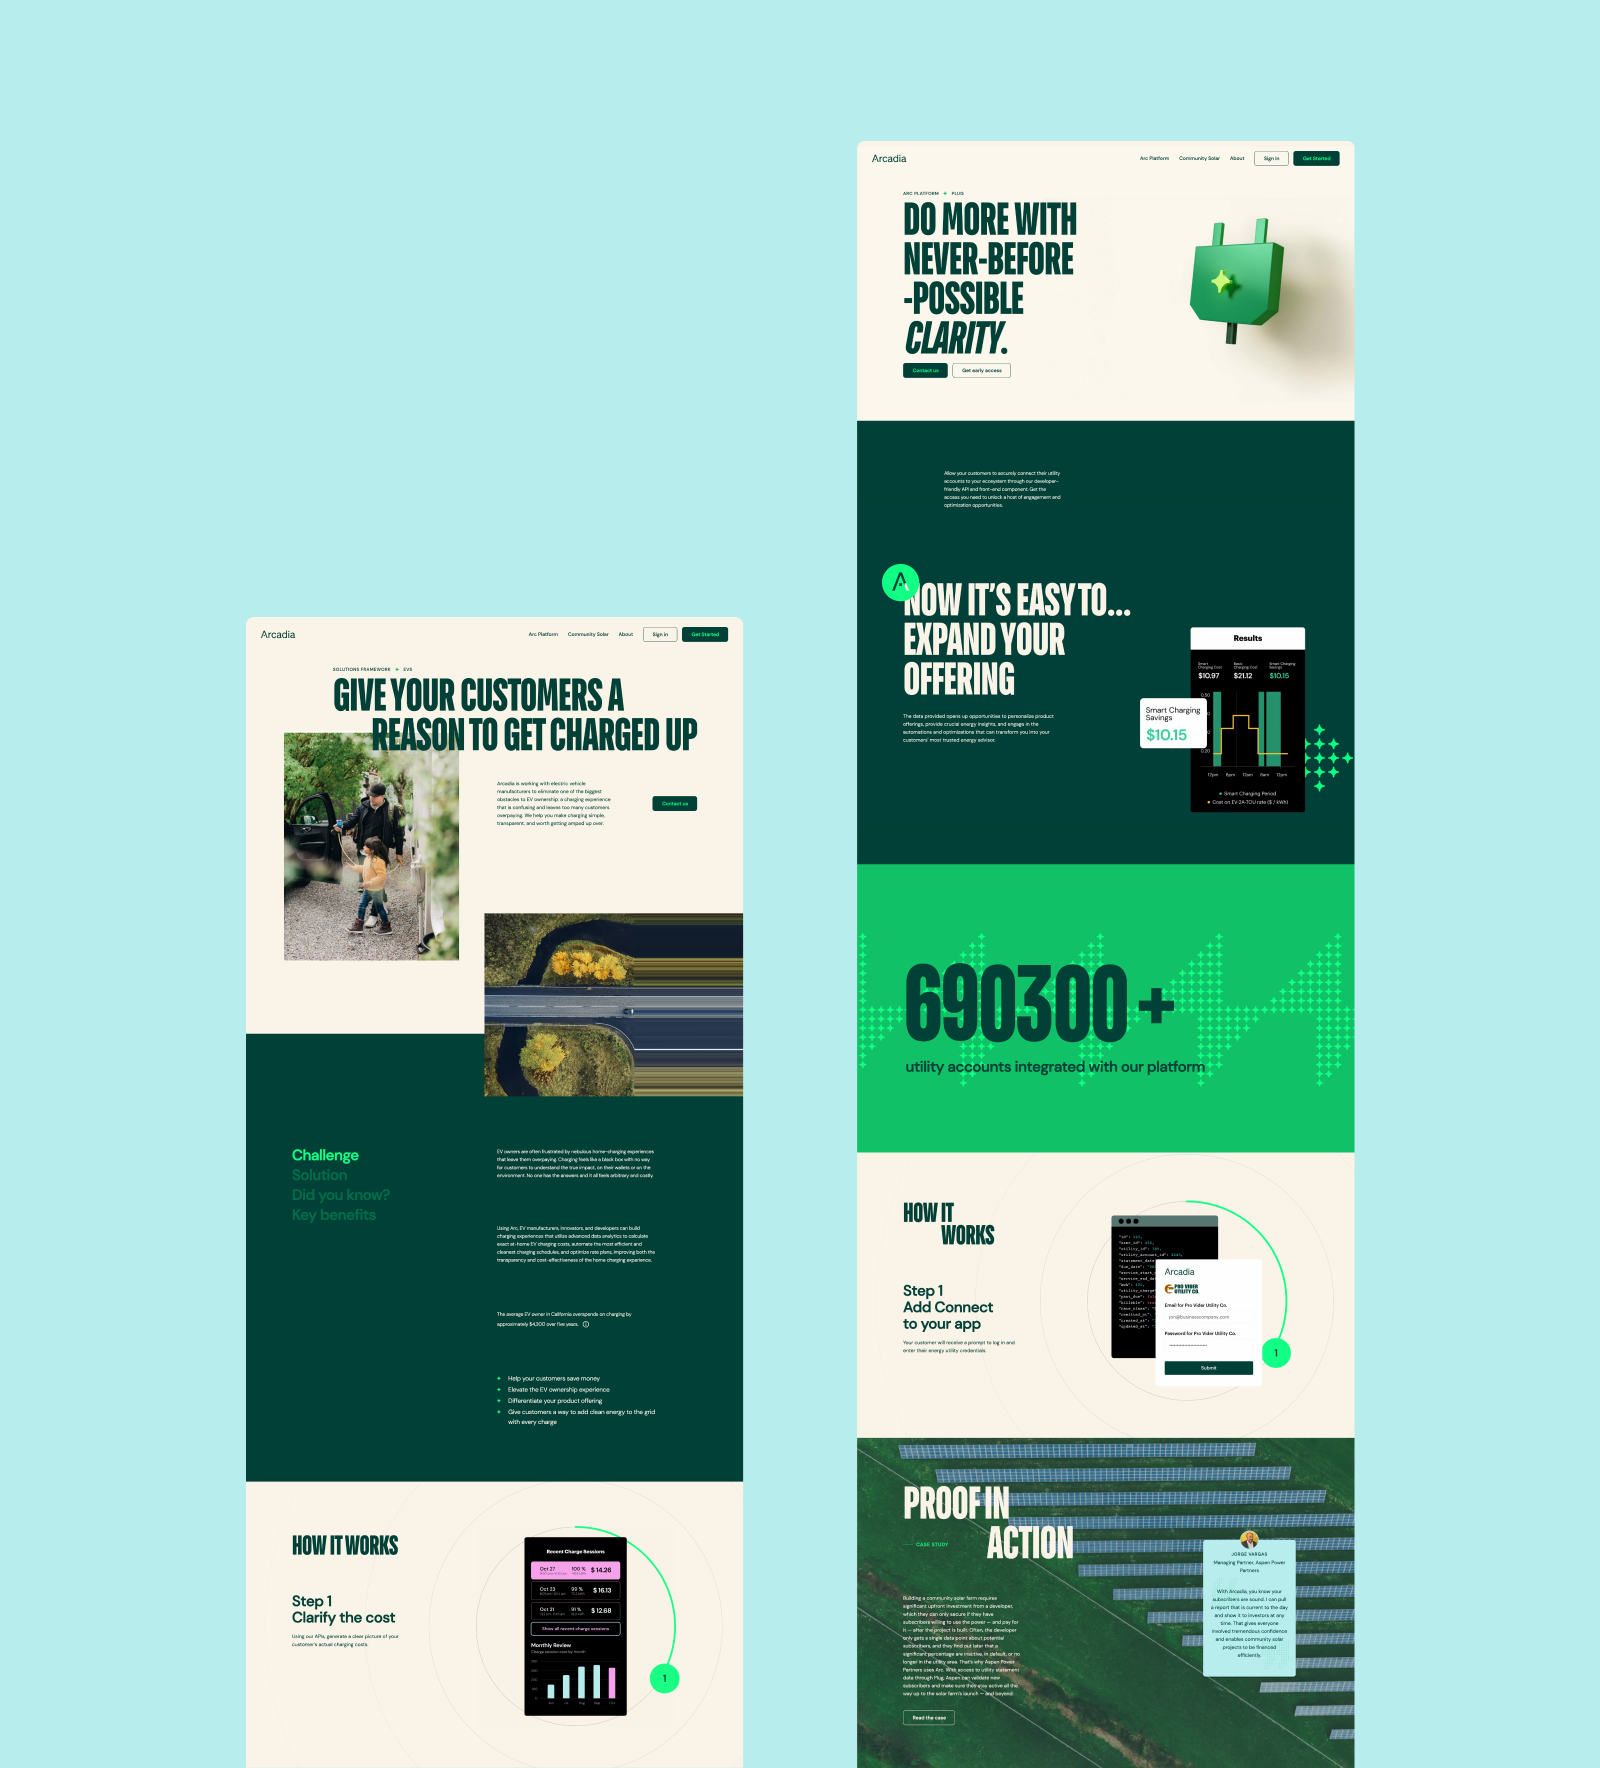 Arcadia
Arc Platform
Community Solar
About
Sign in
Get Started
SOLUTIONS FRAMEWORK + EVS
GIVE YOUR CUSTOMERS A
REASON TO GET CHARGED UP
Arcadia is working with electric vehicle
manufacturers to eliminate one of the biggest
obstacles to EV ownership: a charging experience
that is confusing and leaves too many customers
overpaying. We help you make charging simple,
transparent, and worth getting amped up over.
Contact us
Challenge
Solution
Did you know?
Key benefits
EV owners are often frustrated by nebulous home-charging experiences
that leave them overpaying. Charging feels like a black box with no way
for customers to understand the true impact, on their wallets or on the
environment. No one has the answers and it all feels arbitrary and costly.
Using Arc, EV manufacturers, innovators, and developers can build
charging experiences that utilize advanced data analytics to calculate
exact at-home EV charging costs, automate the most efficient and
cleanest charging schedules, and optimize rate plans, improving both the
transparency and cost-effectiveness of the home charging experience.
The average EV owner in California overspends on charging by
approximately $4,300 over five years.
Help your customers save money
Elevate the EV ownership experience
Differentiate your product offering
Give customers a way to add clean energy to the grid
with every charge
HOW IT WORKS
Step 1
Clarify the cost
Using our APIs, generate a clear picture of your
customer's actual charging costs.
Recent Charge Sessions
Oct 27
100 %
$ 14.26
Oct 23
99 %
$ 16.13
Oct 21
91 %
$ 12.68
Show all recent charge sessions
Monthly Review
Charge session cost by month
1
Arcadia
Arc Platform
Community Solar
About
Sign in
Get Started
ARC PLATFORM + PLUG
DO MORE WITH
NEVER-BEFORE
-POSSIBLE
CLARITY.
Contact us
Get early access
Allow your customers to securely connect their utility
accounts to your ecosystem through our developer-
friendly API and front-end component. Get the
access you need to unlock a host of engagement and
optimization opportunities.
A
NOW IT'S EASY TO...
EXPAND YOUR
OFFERING
The data provided opens up opportunities to personalize product
offerings, provide crucial energy insights, and engage in the
automations and optimizations that can transform you into your
customers' most trusted energy advisor.
Results
Smart
Charging Cost
$10.97
Basic
Charging Cost
$21.12
Smart Charging
Savings
$10.15
Smart Charging
Savings
$10.15
0.50
0.20
12pm
6pm
12am
6am
12pm
Smart Charging Period
Cost on EV-2A-TOU rate ($ / kWh)
690300+
utility accounts integrated with our platform
HOW IT
WORKS
Step 1
Add Connect
to your app
Your customer will receive a prompt to log in and
enter their energy utility credentials.
Arcadia
PRO VIDER
UTILITY CO.
Email for Pro Vider Utility Co.
jon@businesscompany.com
Password for Pro Vider Utility Co.
Submit
1
PROOF IN
ACTION
CASE STUDY
Building a community solar farm requires
significant upfront investment from a developer,
which they can only secure if they have
subscribers willing to use the power — and pay for
it — after the project is built. Often, the developer
only gets a single data point about potential
subscribers, and they find out later that a
significant percentage are inactive, in default, or no
longer in the utility area. That's why Aspen Power
Partners uses Arc. With access to utility statement
data through Plug, Aspen can validate new
subscribers and make sure they stay active all the
way up to the solar farm's launch — and beyond.
Read the case
JORGE VARGAS
Managing Partner, Aspen Power
Partners
With Arcadia, you know your
subscribers are sound. I can pull
a report that is current to the day
and show it to investors at any
time. That gives everyone
involved tremendous confidence
and enables community solar
projects to be financed
efficiently.